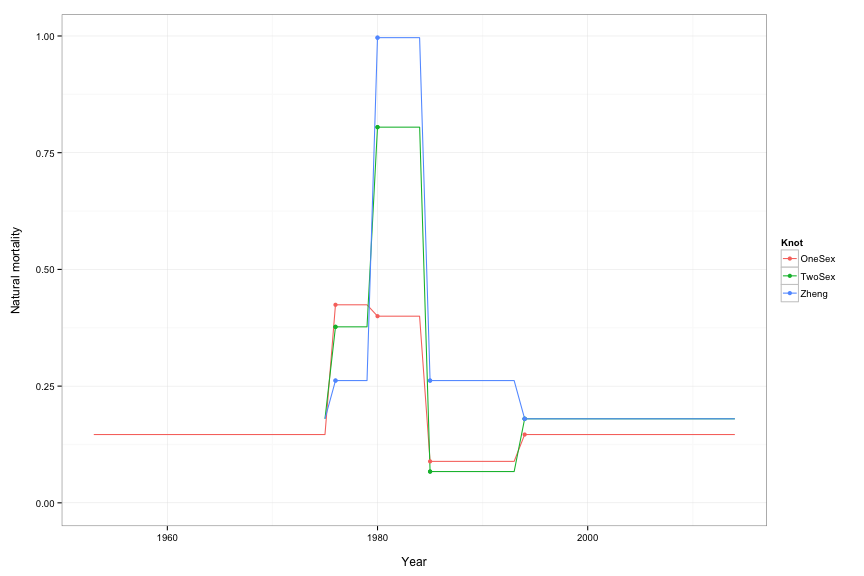 1.00
0.75
0.50
0.25
0.00
Natural mortality
1960
1980
2000
Year
Knot
OneSex
TwoSex
Zheng